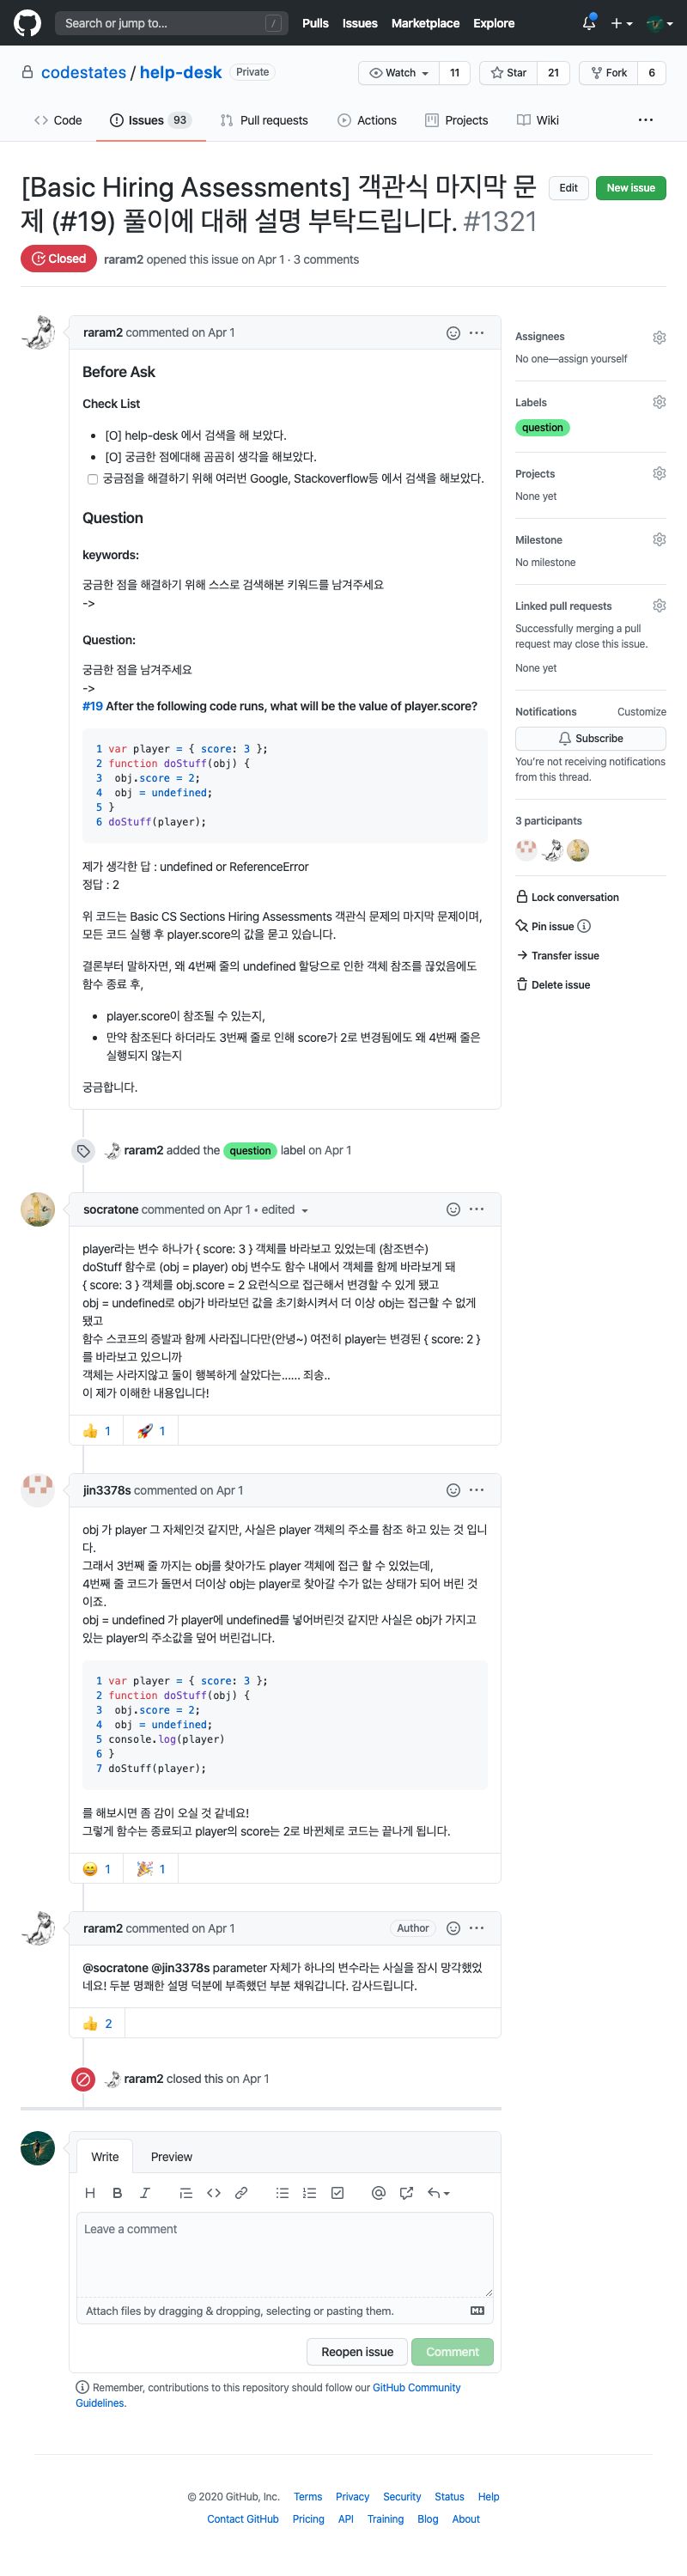 Search or jump to...
/
Pulls
Issues
Marketplace
Explore
codestates / help-desk
Private
Watch
11
Star
21
Fork
6
Code
Issues
93
Pull requests
Actions
Projects
Wiki
[Basic Hiring Assessments] 객관식 마지막 문
제 (#19) 풀이에 대해 설명 부탁드립니다. #1321
Edit
New issue
Closed
raram2 opened this issue on Apr 1 · 3 comments
raram2 commented on Apr 1
Before Ask
Check List
[O] help-desk 에서 검색을 해 보았다.
[O] 궁금한 점에대해 곰곰히 생각을 해보았다.
궁금점을 해결하기 위해 여러번 Google, Stackoverflow등 에서 검색을 해보았다.
Question
keywords:
궁금한 점을 해결하기 위해 스스로 검색해본 키워드를 남겨주세요
->
Question:
궁금한 점을 남겨주세요
->
#19 After the following code runs, what will be the value of player.score?
1 var player = { score: 3 };
2 function doStuff(obj) {
3  obj.score = 2;
4  obj = undefined;
5 }
6 doStuff(player);
제가 생각한 답 : undefined or ReferenceError
정답 : 2
위 코드는 Basic CS Sections Hiring Assessments 객관식 문제의 마지막 문제이며,
모든 코드 실행 후 player.score의 값을 묻고 있습니다.
결론부터 말하자면, 왜 4번째 줄의 undefined 할당으로 인한 객체 참조를 끊었음에도
함수 종료 후,
player.score이 참조될 수 있는지,
만약 참조된다 하더라도 3번째 줄로 인해 score가 2로 변경됨에도 왜 4번째 줄은
실행되지 않는지
궁금합니다.
Assignees
No one—assign yourself
Labels
question
Projects
None yet
Milestone
No milestone
Linked pull requests
Successfully merging a pull
request may close this issue.
None yet
Notifications
Customize
Subscribe
You're not receiving notifications
from this thread.
3 participants
Lock conversation
Pin issue
Transfer issue
Delete issue
raram2 added the question label on Apr 1
socratone commented on Apr 1 • edited
player라는 변수 하나가 { score: 3 } 객체를 바라보고 있었는데 (참조변수)
doStuff 함수로 (obj = player) obj 변수도 함수 내에서 객체를 함께 바라보게 돼
{ score: 3 } 객체를 obj.score = 2 요런식으로 접근해서 변경할 수 있게 됐고
obj = undefined로 obj가 바라보던 값을 초기화시켜서 더 이상 obj는 접근할 수 없게
됐고
함수 스코프의 증발과 함께 사라집니다만(안녕~) 여전히 player는 변경된 { score: 2 }
를 바라보고 있으니까
객체는 사라지않고 둘이 행복하게 살았다는...... 죄송..
이 제가 이해한 내용입니다!
👍 1
🚀 1
jin3378s commented on Apr 1
obj 가 player 그 자체인것 같지만, 사실은 player 객체의 주소를 참조 하고 있는 것 입니
다.
그래서 3번째 줄 까지는 obj를 찾아가도 player 객체에 접근 할 수 있었는데,
4번째 줄 코드가 돌면서 더이상 obj는 player로 찾아갈 수가 없는 상태가 되어 버린 것
이죠.
obj = undefined 가 player에 undefined를 넣어버린것 같지만 사실은 obj가 가지고
있는 player의 주소값을 덮어 버린겁니다.
1 var player = { score: 3 };
2 function doStuff(obj) {
3  obj.score = 2;
4  obj = undefined;
5 console.log(player)
6 }
7 doStuff(player);
를 해보시면 좀 감이 오실 것 같네요!
그렇게 함수는 종료되고 player의 score는 2로 바뀐체로 코드는 끝나게 됩니다.
😄 1
🎉 1
raram2 commented on Apr 1
Author
@socratone @jin3378s parameter 자체가 하나의 변수라는 사실을 잠시 망각했었
네요! 두분 명쾌한 설명 덕분에 부족했던 부분 채워갑니다. 감사드립니다.
👍 2
raram2 closed this on Apr 1
Write
Preview
Leave a comment
Attach files by dragging & dropping, selecting or pasting them.
Reopen issue
Comment
Remember, contributions to this repository should follow our GitHub Community
Guidelines.
© 2020 GitHub, Inc.
Terms
Privacy
Security
Status
Help
Contact GitHub
Pricing
API
Training
Blog
About